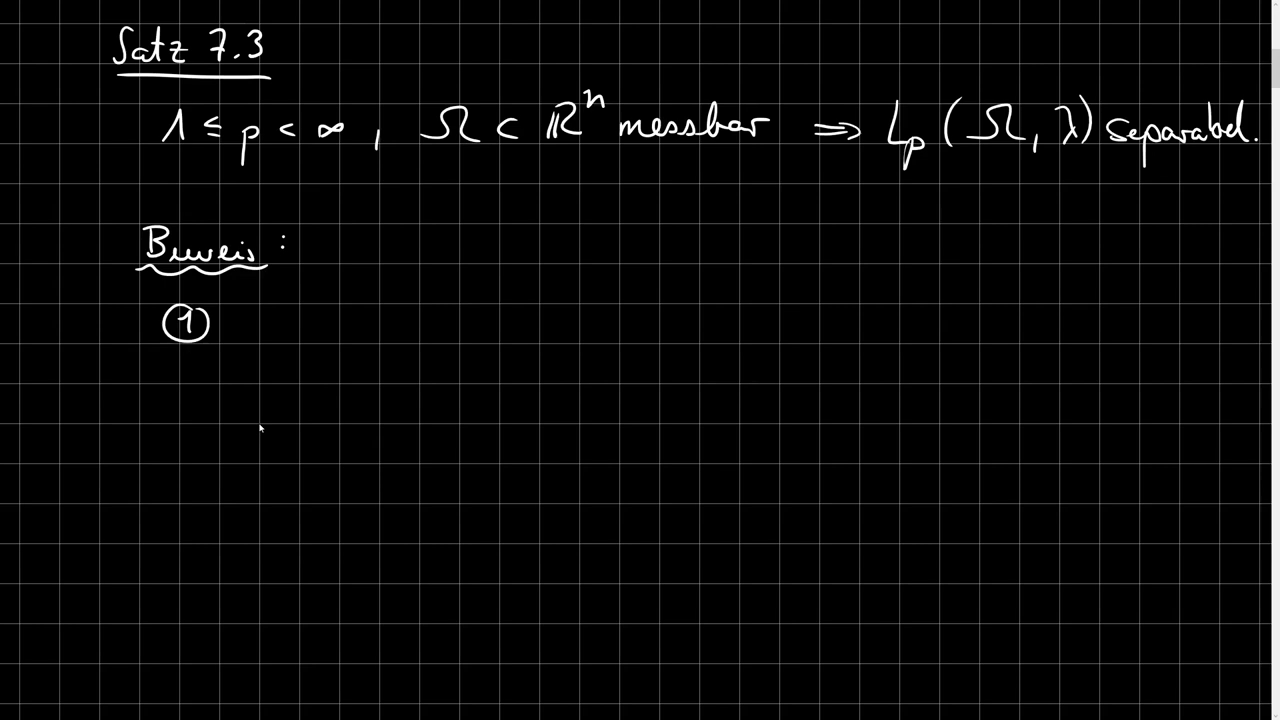 Satz 7.3
1 ≤ p < ∞, Ω ⊂ ℝⁿ messbar ⇒ Lₚ(Ω, λ) separabel.
Beweis:
①